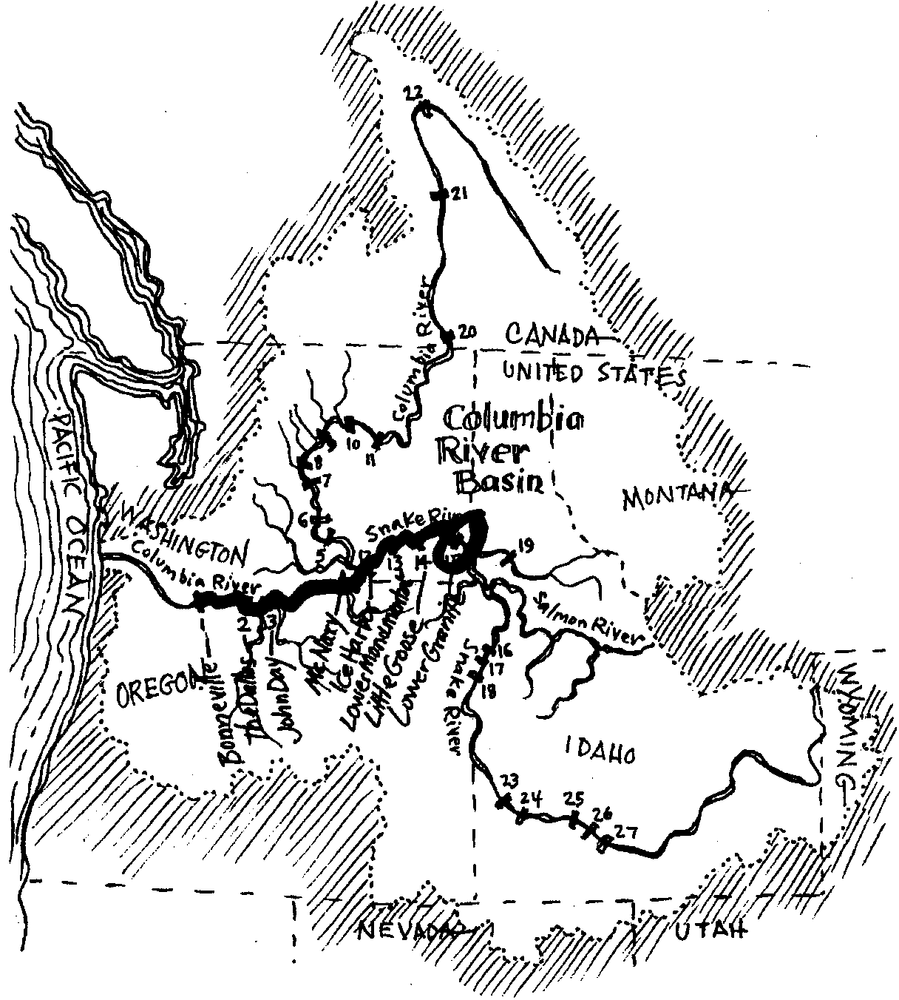 22
21
Columbia River
20
CANADA
UNITED STATES
Columbia
River
Basin
10
11
8
7
6
5
PACIFIC OCEAN
WASHINGTON
Columbia River
Snake River
12
13
14
19
MONTANA
2
3
Salmon River
OREGON
Bonneville
The Dalles
John Day
Mc Nary
Ice Harbor
Lower Monumental
Little Goose
Lower Granite
16
17
18
Snake River
IDAHO
WYOMING
23
24
25
26
27
NEVADA
UTAH